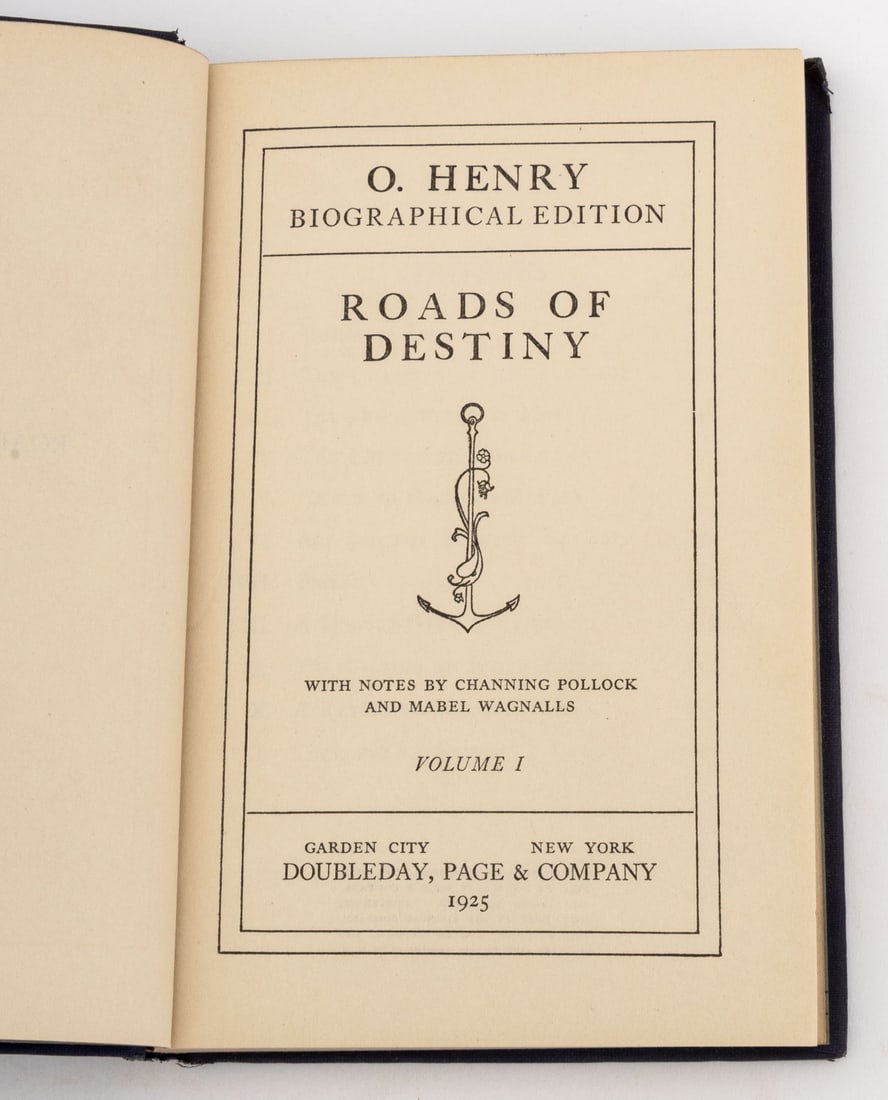 O. HENRY
BIOGRAPHICAL EDITION
ROADS OF
DESTINY
WITH NOTES BY CHANNING POLLOCK
AND MABEL WAGNALLS
VOLUME I
GARDEN CITY NEW YORK
DOUBLEDAY, PAGE & COMPANY
1925